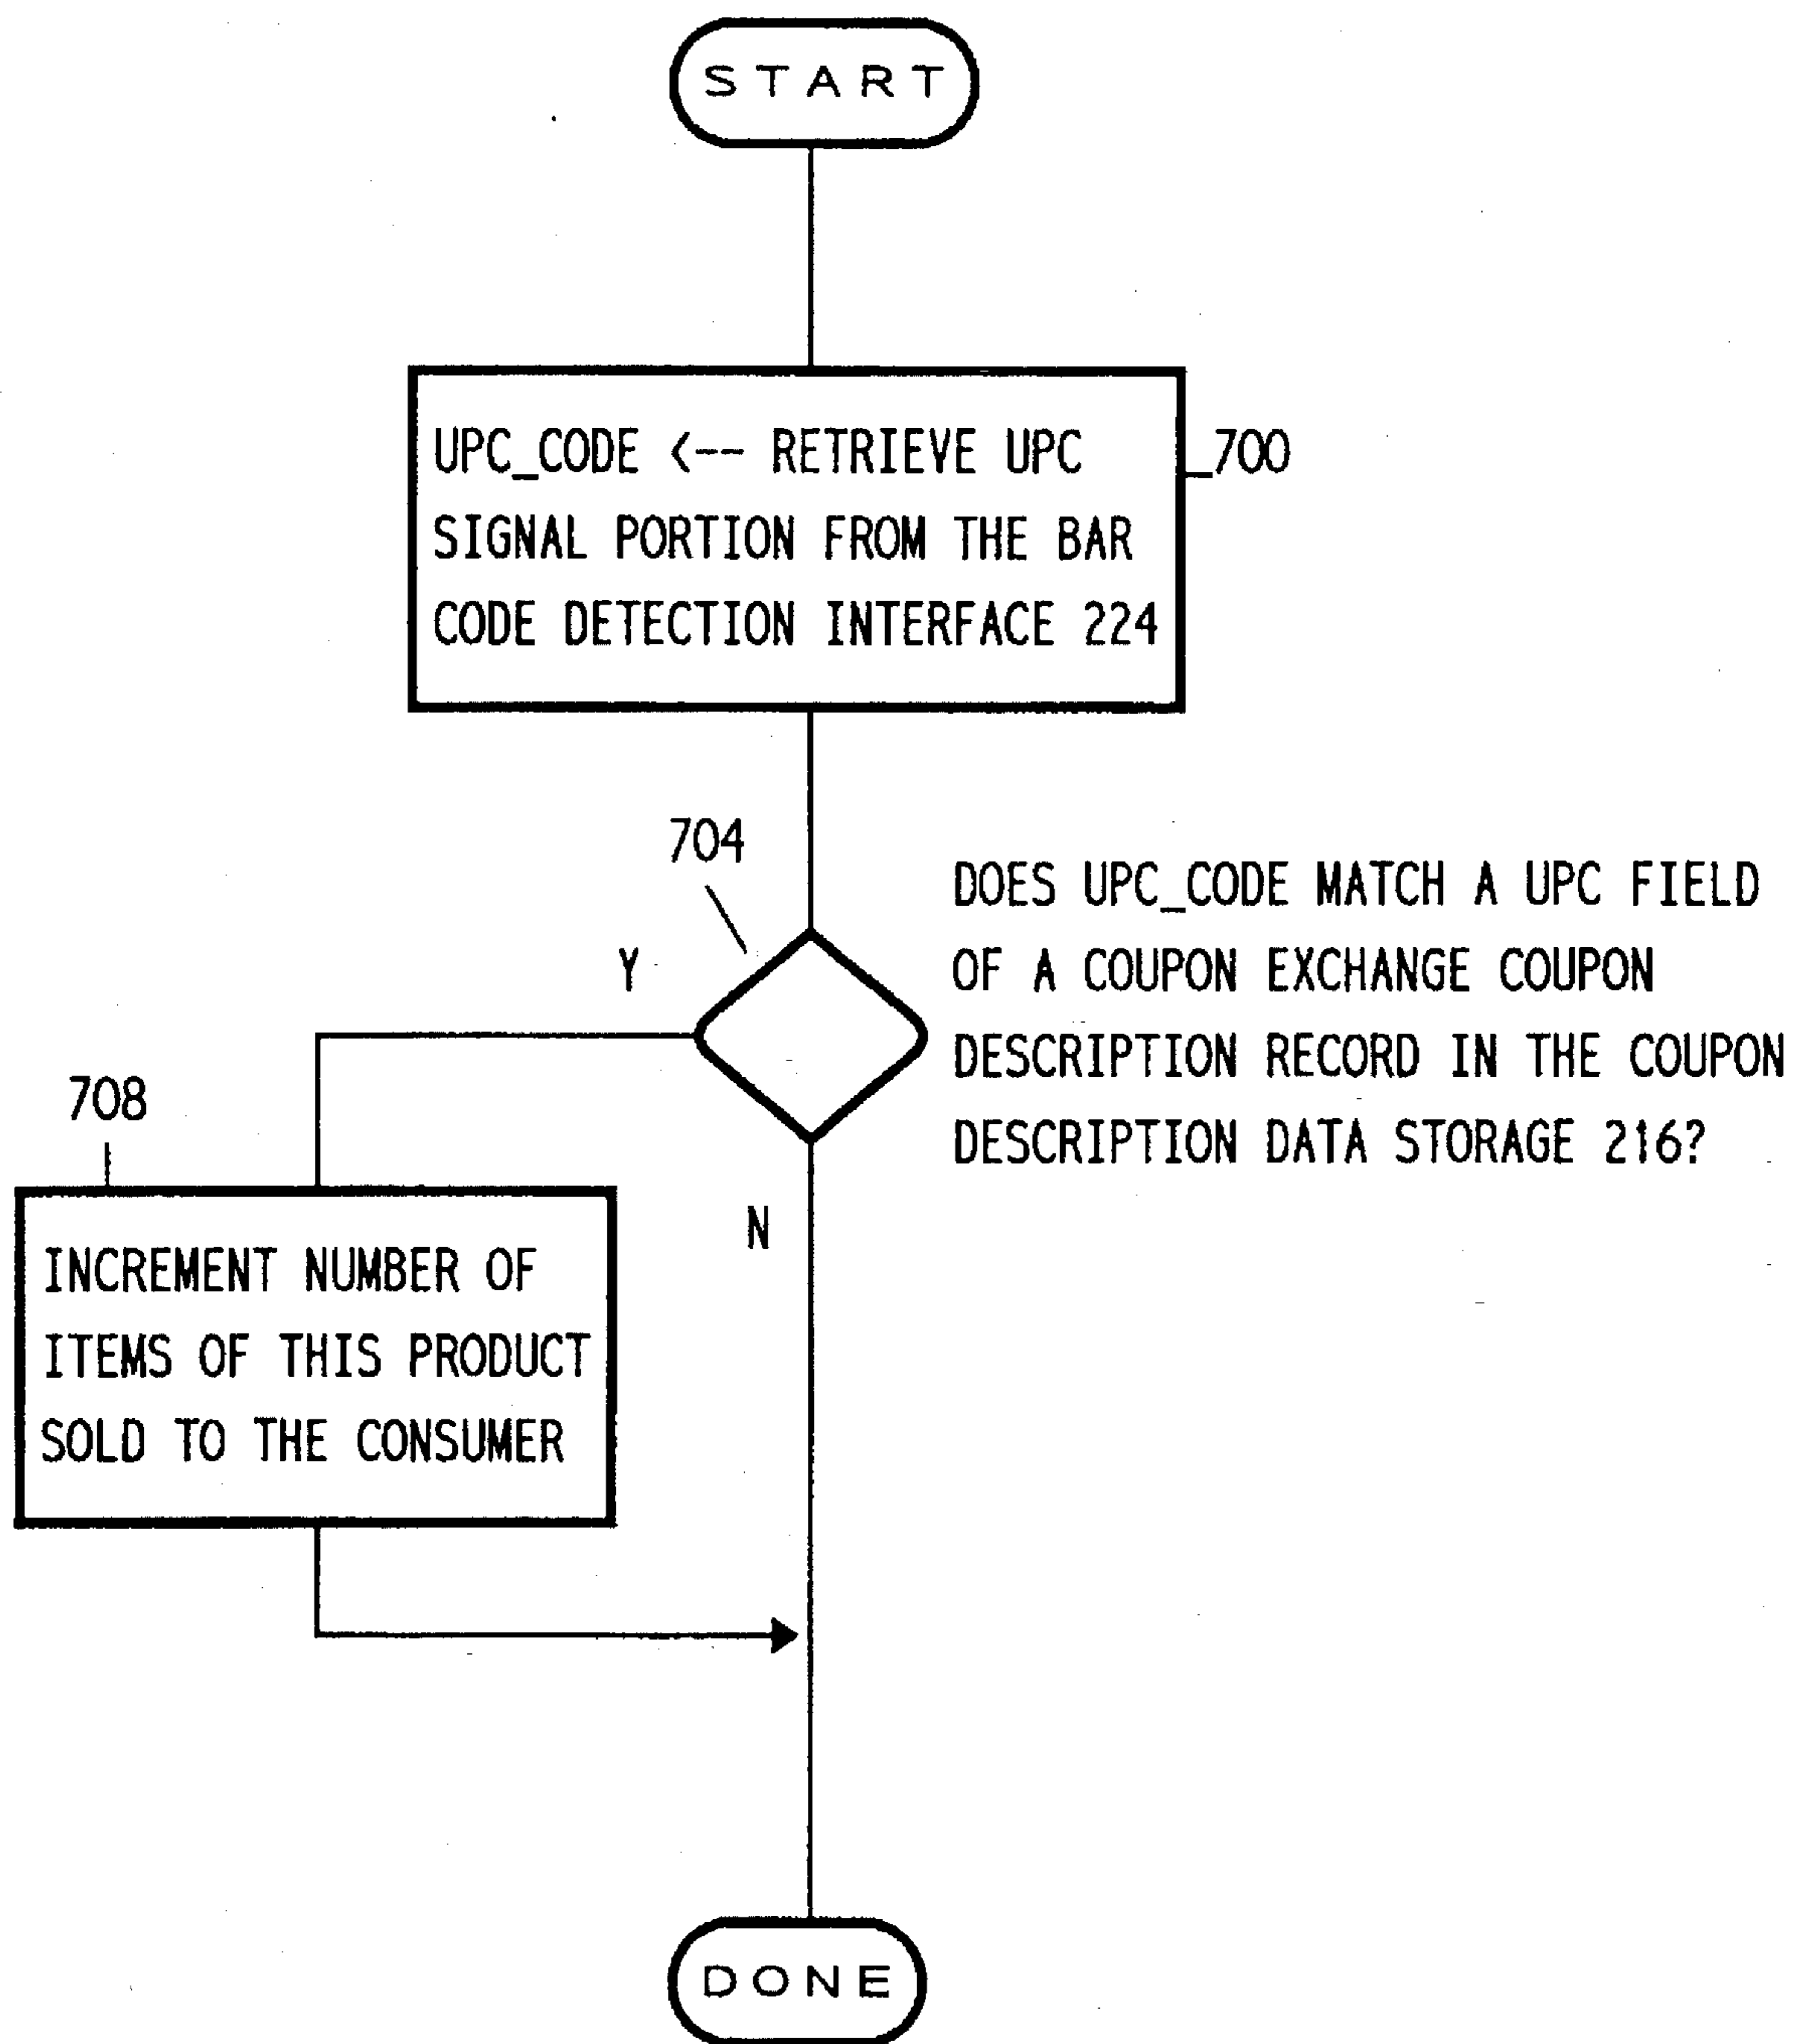 START
UPC_CODE <-- RETRIEVE UPC
SIGNAL PORTION FROM THE BAR
CODE DETECTION INTERFACE 224
700
704
DOES UPC_CODE MATCH A UPC FIELD
OF A COUPON EXCHANGE COUPON
DESCRIPTION RECORD IN THE COUPON
DESCRIPTION DATA STORAGE 216?
Y
N
708
INCREMENT NUMBER OF
ITEMS OF THIS PRODUCT
SOLD TO THE CONSUMER
DONE